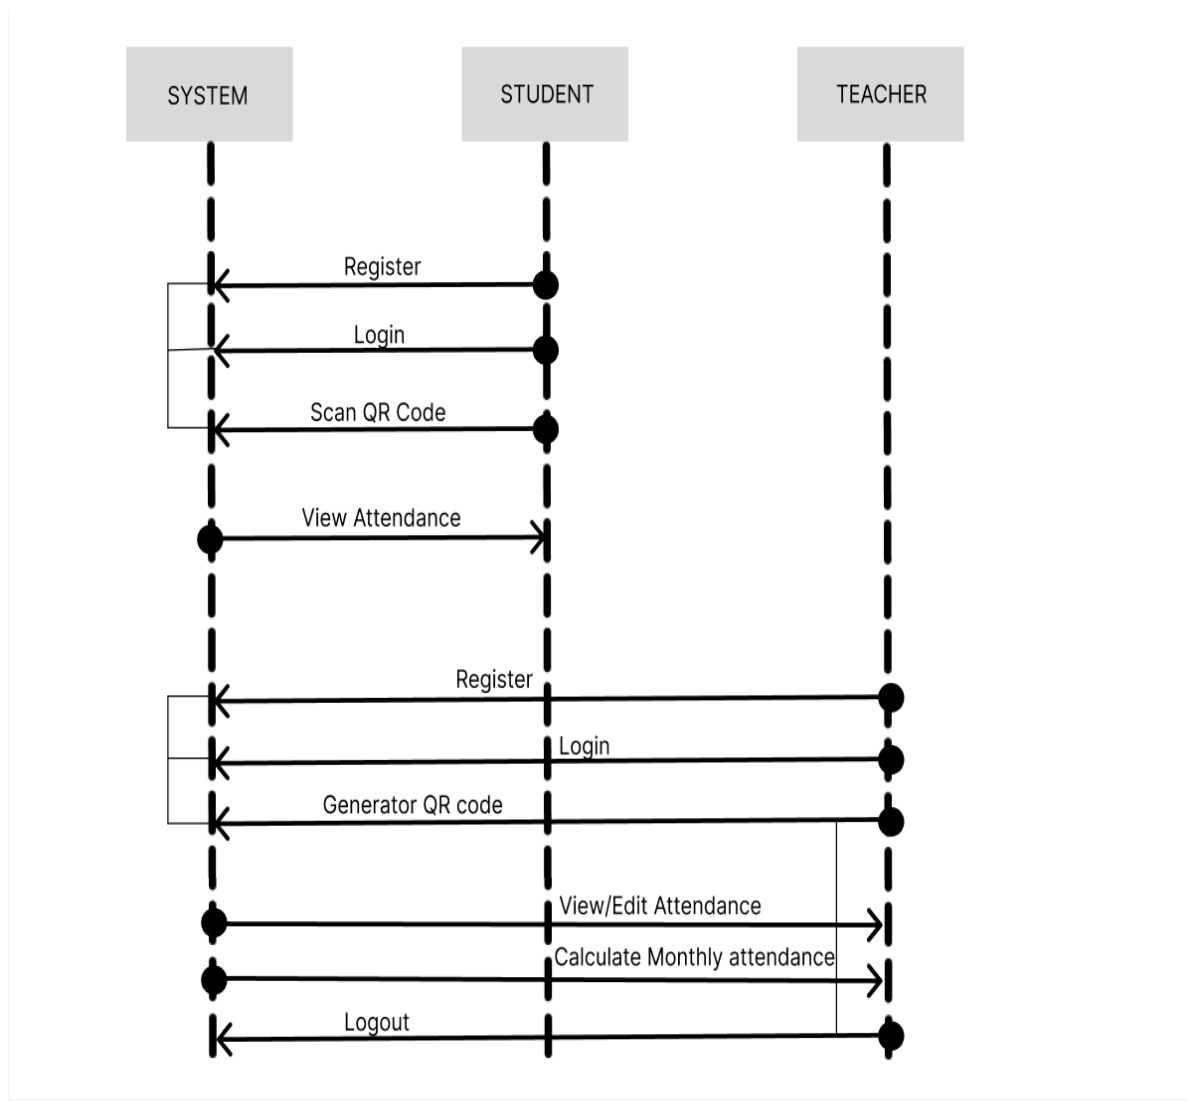 SYSTEM
STUDENT
TEACHER
Register
Login
Scan QR Code
View Attendance
Register
Login
Generator QR code
View/Edit Attendance
Calculate Monthly attendance
Logout